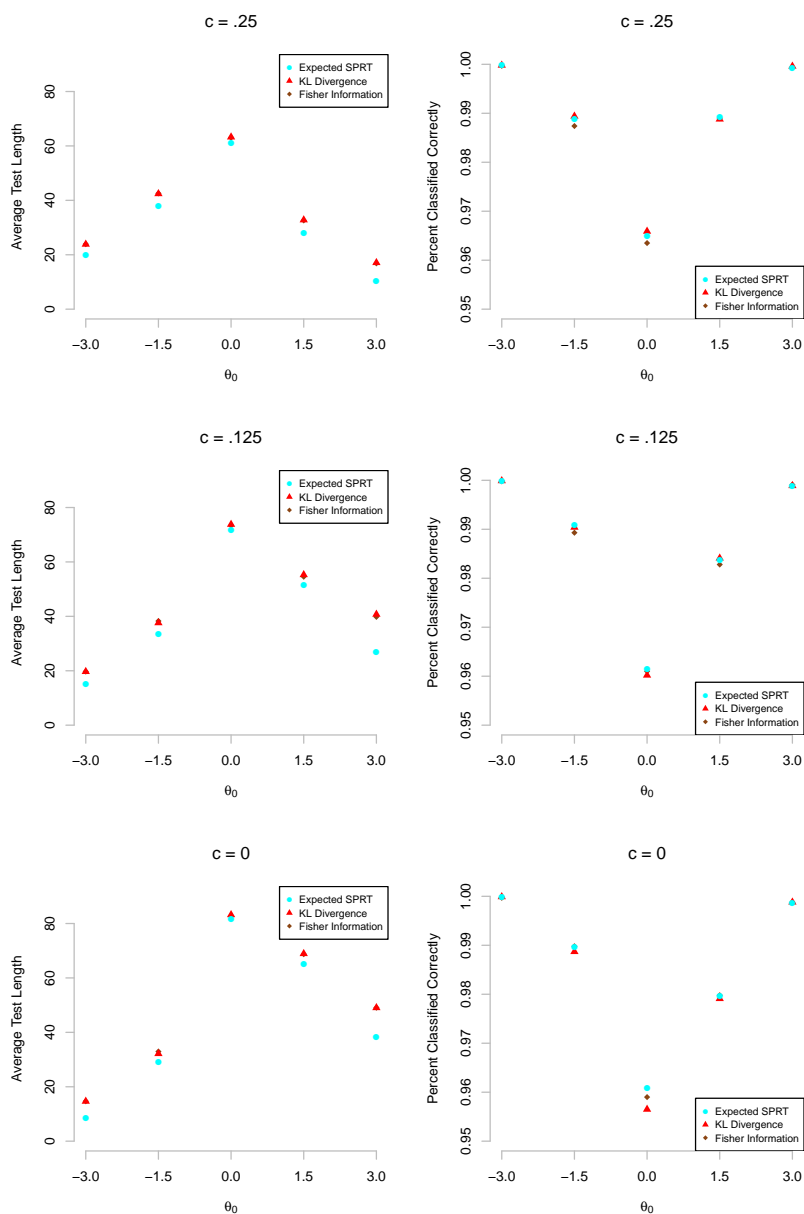 c = .25
Average Test Length
0
20
40
60
80
Expected SPRT
KL Divergence
Fisher Information
−3.0 −1.5 0.0 1.5 3.0
θ0
c = .25
Percent Classified Correctly
0.95
0.96
0.97
0.98
0.99
1.00
Expected SPRT
KL Divergence
Fisher Information
−3.0 −1.5 0.0 1.5 3.0
θ0
c = .125
Average Test Length
0
20
40
60
80
Expected SPRT
KL Divergence
Fisher Information
−3.0 −1.5 0.0 1.5 3.0
θ0
c = .125
Percent Classified Correctly
0.95
0.96
0.97
0.98
0.99
1.00
Expected SPRT
KL Divergence
Fisher Information
−3.0 −1.5 0.0 1.5 3.0
θ0
c = 0
Average Test Length
0
20
40
60
80
Expected SPRT
KL Divergence
Fisher Information
−3.0 −1.5 0.0 1.5 3.0
θ0
c = 0
Percent Classified Correctly
0.95
0.96
0.97
0.98
0.99
1.00
Expected SPRT
KL Divergence
Fisher Information
−3.0 −1.5 0.0 1.5 3.0
θ0